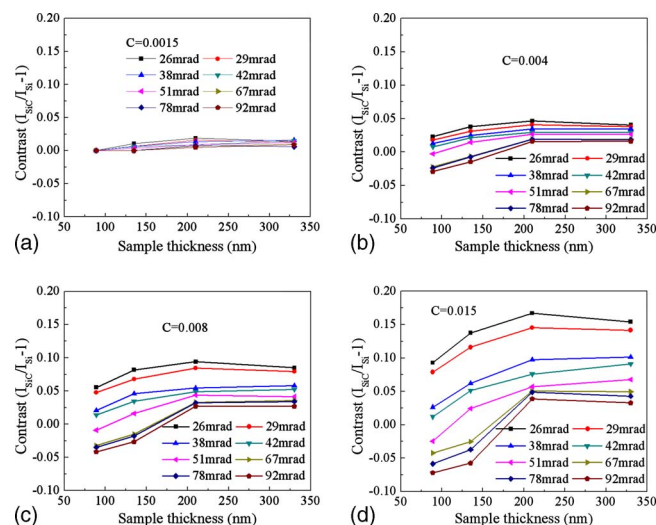 0.20
0.15
0.10
0.05
0.00
-0.05
-0.10
50 100 150 200 250 300 350
Contrast (I_SiC/I_Si-1)
Sample thickness (nm)
C=0.0015
26mrad 29mrad
38mrad 42mrad
51mrad 67mrad
78mrad 92mrad
(a)
0.20
0.15
0.10
0.05
0.00
-0.05
-0.10
50 100 150 200 250 300 350
Contrast (I_SiC/I_Si-1)
Sample thickness (nm)
C=0.004
26mrad 29mrad
38mrad 42mrad
51mrad 67mrad
78mrad 92mrad
(b)
0.20
0.15
0.10
0.05
0.00
-0.05
-0.10
50 100 150 200 250 300 350
Contrast (I_SiC/I_Si-1)
Sample thickness (nm)
C=0.008
26mrad 29mrad
38mrad 42mrad
51mrad 67mrad
78mrad 92mrad
(c)
0.20
0.15
0.10
0.05
0.00
-0.05
-0.10
50 100 150 200 250 300 350
Contrast (I_SiC/I_Si-1)
Sample thickness (nm)
C=0.015
26mrad 29mrad
38mrad 42mrad
51mrad 67mrad
78mrad 92mrad
(d)